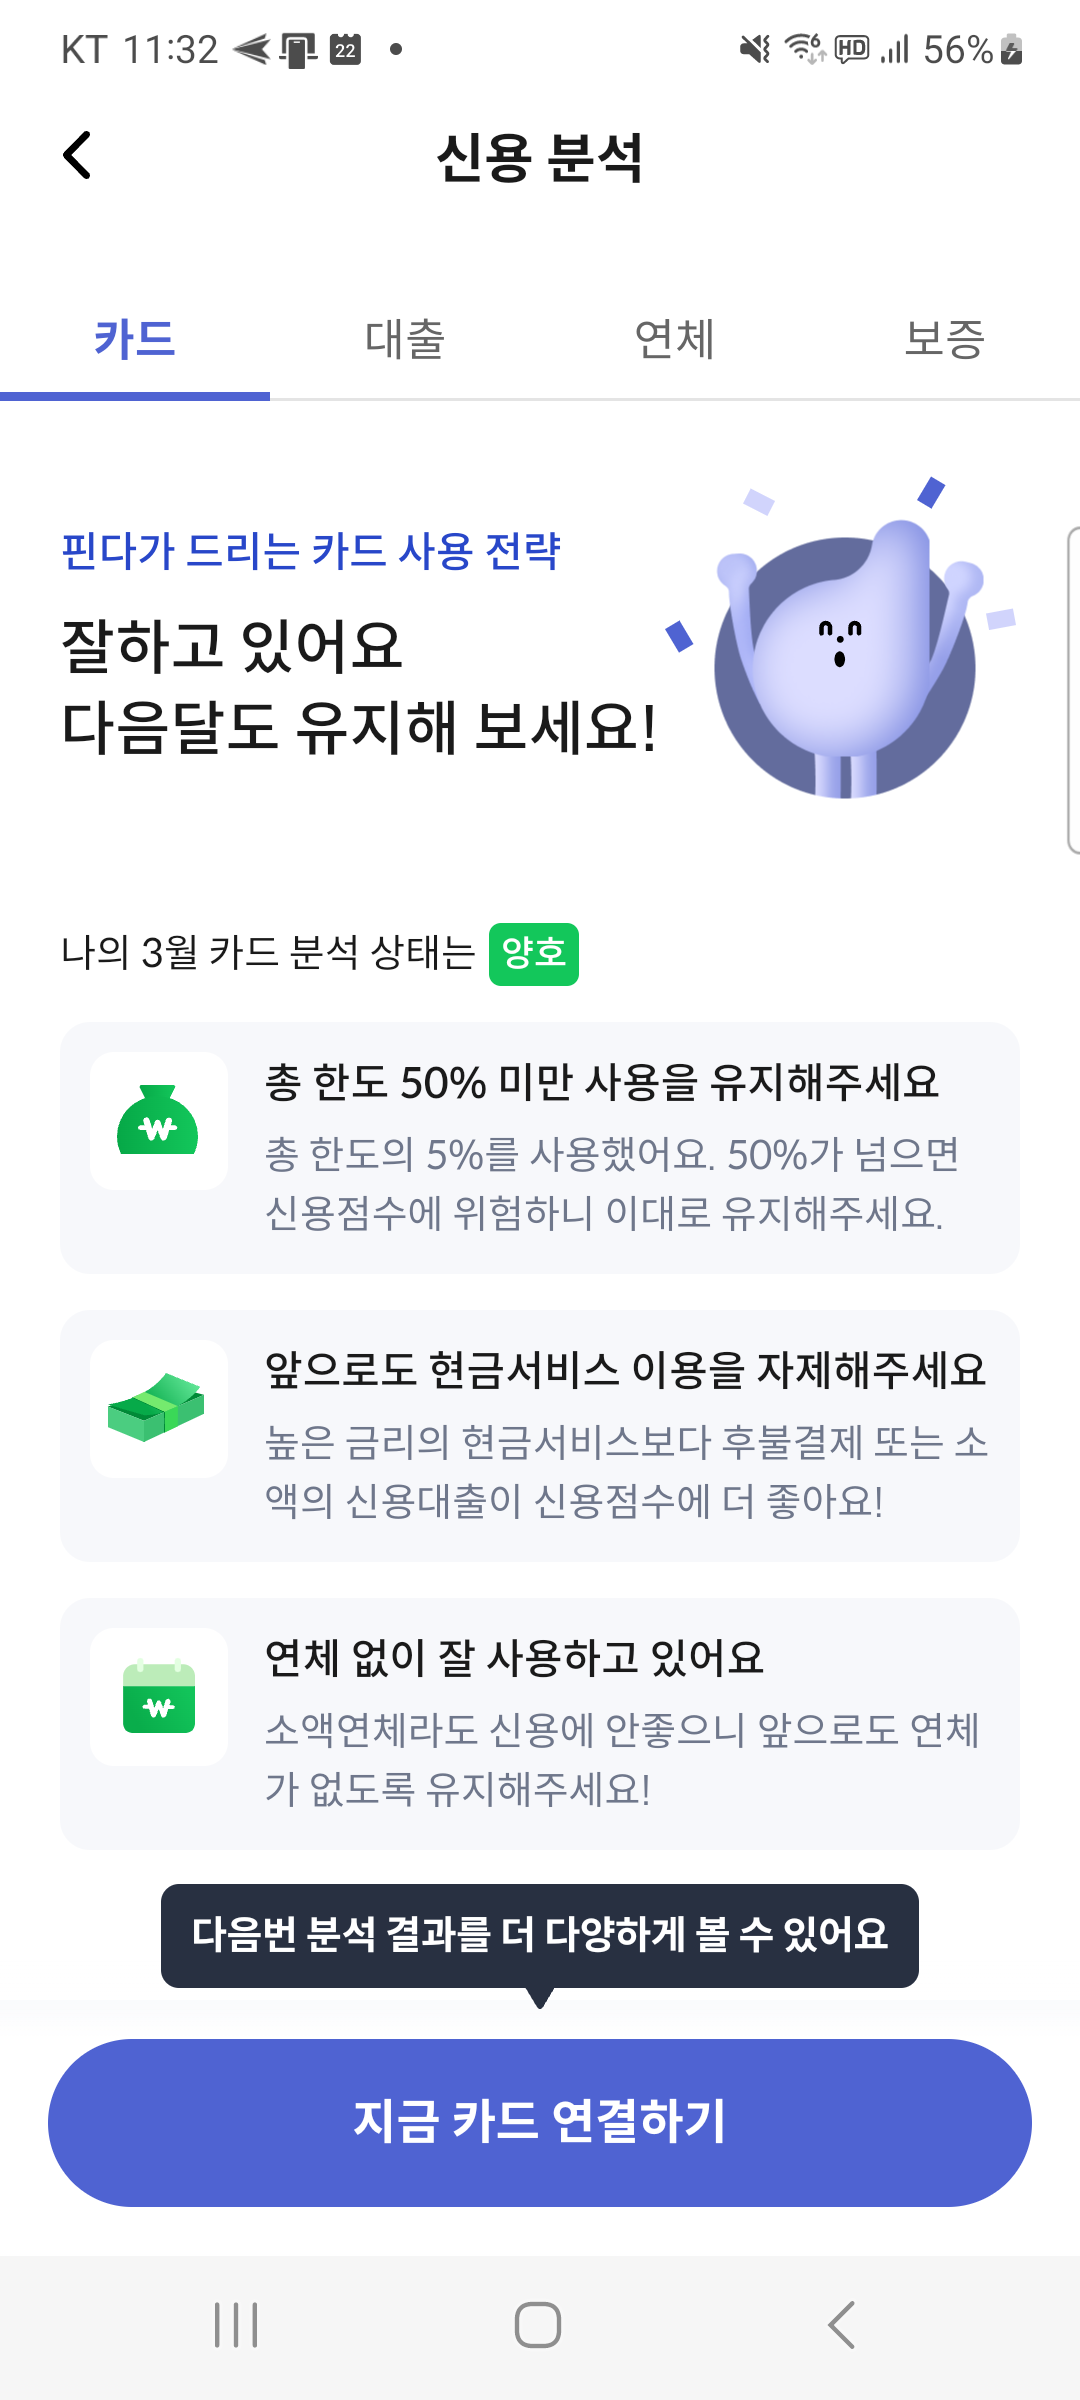 KT 11:32 22
HD 56%
신용 분석
카드 대출 연체 보증
핀다가 드리는 카드 사용 전략
잘하고 있어요
다음달도 유지해 보세요!
나의 3월 카드 분석 상태는 양호
총 한도 50% 미만 사용을 유지해주세요
총 한도의 5%를 사용했어요. 50%가 넘으면
신용점수에 위험하니 이대로 유지해주세요.
앞으로도 현금서비스 이용을 자제해주세요
높은 금리의 현금서비스보다 후불결제 또는 소
액의 신용대출이 신용점수에 더 좋아요!
연체 없이 잘 사용하고 있어요
소액연체라도 신용에 안좋으니 앞으로도 연체
가 없도록 유지해주세요!
다음번 분석 결과를 더 다양하게 볼 수 있어요
지금 카드 연결하기